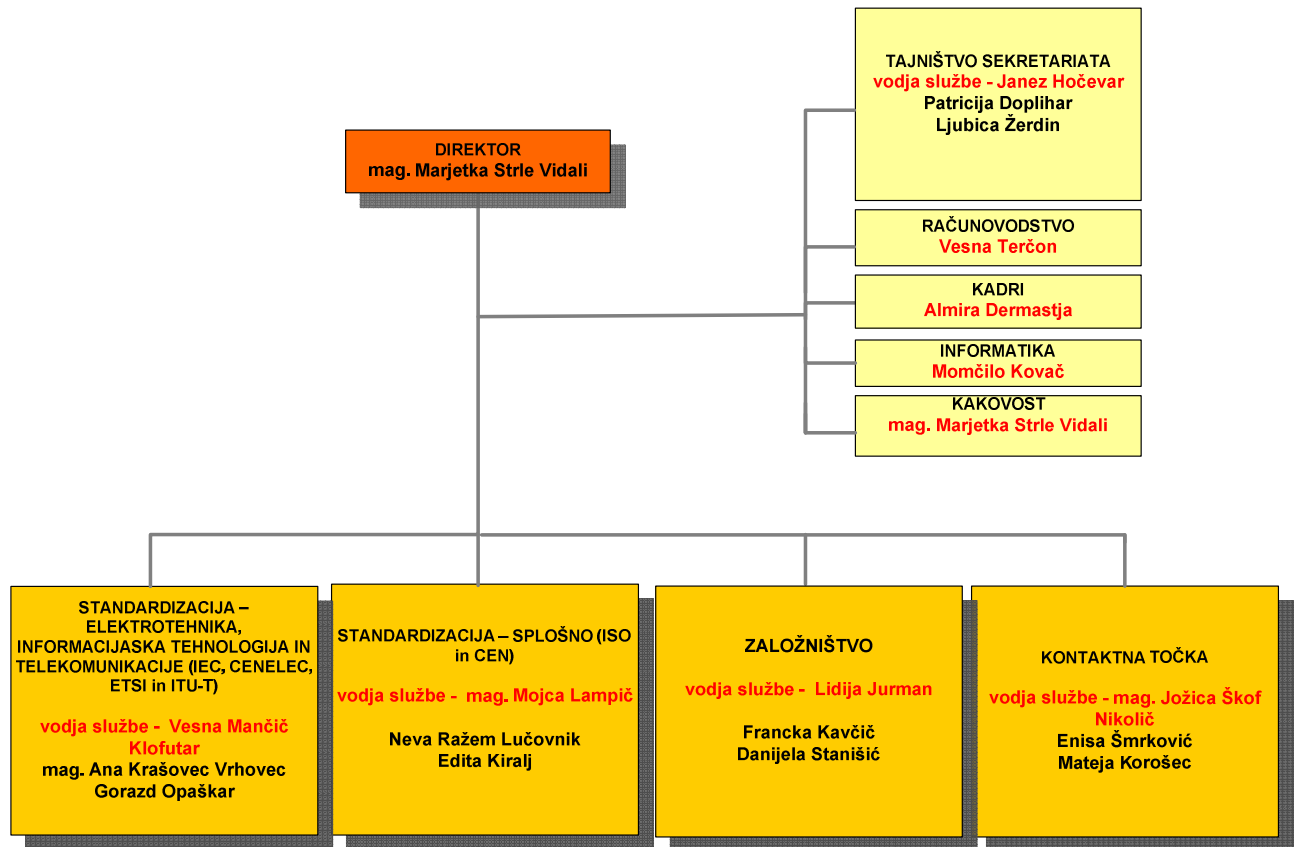 DIREKTOR
mag. Marjetka Strle Vidali
TAJNIŠTVO SEKRETARIATA
vodja službe - Janez Hočevar
Patricija Doplihar
Ljubica Žerdin
RAČUNOVODSTVO
Vesna Terčon
KADRI
Almira Dermastja
INFORMATIKA
Momčilo Kovač
KAKOVOST
mag. Marjetka Strle Vidali
STANDARDIZACIJA –
ELEKTROTEHNIKA,
INFORMACIJASKA TEHNOLOGIJA IN
TELEKOMUNIKACIJE (IEC, CENELEC,
ETSI in ITU-T)
vodja službe - Vesna Mančič
Klofutar
mag. Ana Krašovec Vrhovec
Gorazd Opaškar
STANDARDIZACIJA – SPLOŠNO (ISO
in CEN)
vodja službe - mag. Mojca Lampič
Neva Ražem Lučovnik
Edita Kiralj
ZALOŽNIŠTVO
vodja službe - Lidija Jurman
Francka Kavčič
Danijela Stanišić
KONTAKTNA TOČKA
vodja službe - mag. Jožica Škof
Nikolič
Enisa Šmrković
Mateja Korošec